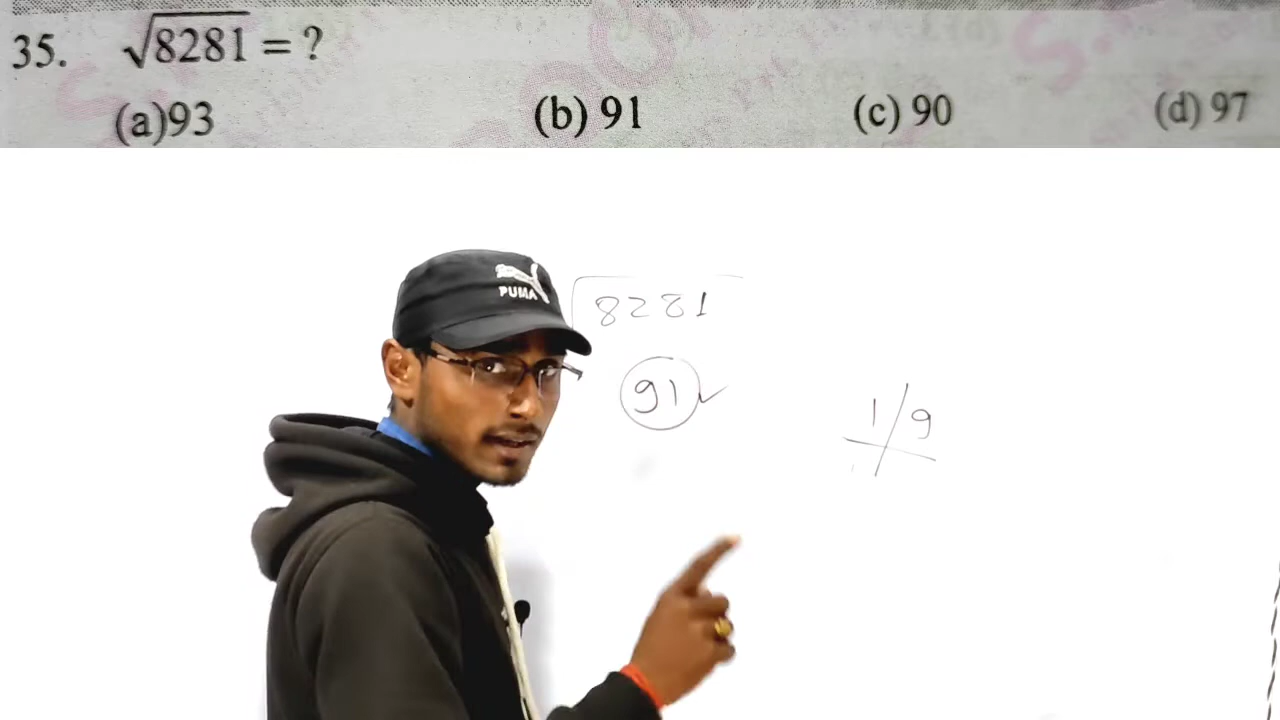 35. √8281 = ?
(a)93 (b) 91 (c) 90 (d) 97
PUMA
√8281
91✓
1/9